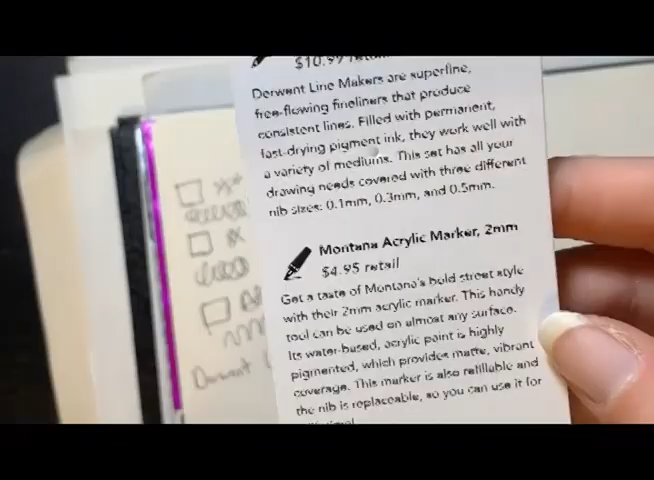 $10.99 retail
Derwent Line Makers are superfine,
free-flowing fineliners that produce
consistent lines. Filled with permanent,
fast-drying pigment ink, they work well with
a variety of mediums. This set has all your
drawing needs covered with three different
nib sizes: 0.1mm, 0.3mm, and 0.5mm.
Montana Acrylic Marker, 2mm
$4.95 retail
Get a taste of Montana's bold street style
with their 2mm acrylic marker. This handy
tool can be used on almost any surface.
Its water-based, acrylic paint is highly
pigmented, which provides matte, vibrant
coverage. This marker is also refillable and
the nib is replaceable, so you can use it for
Derwent